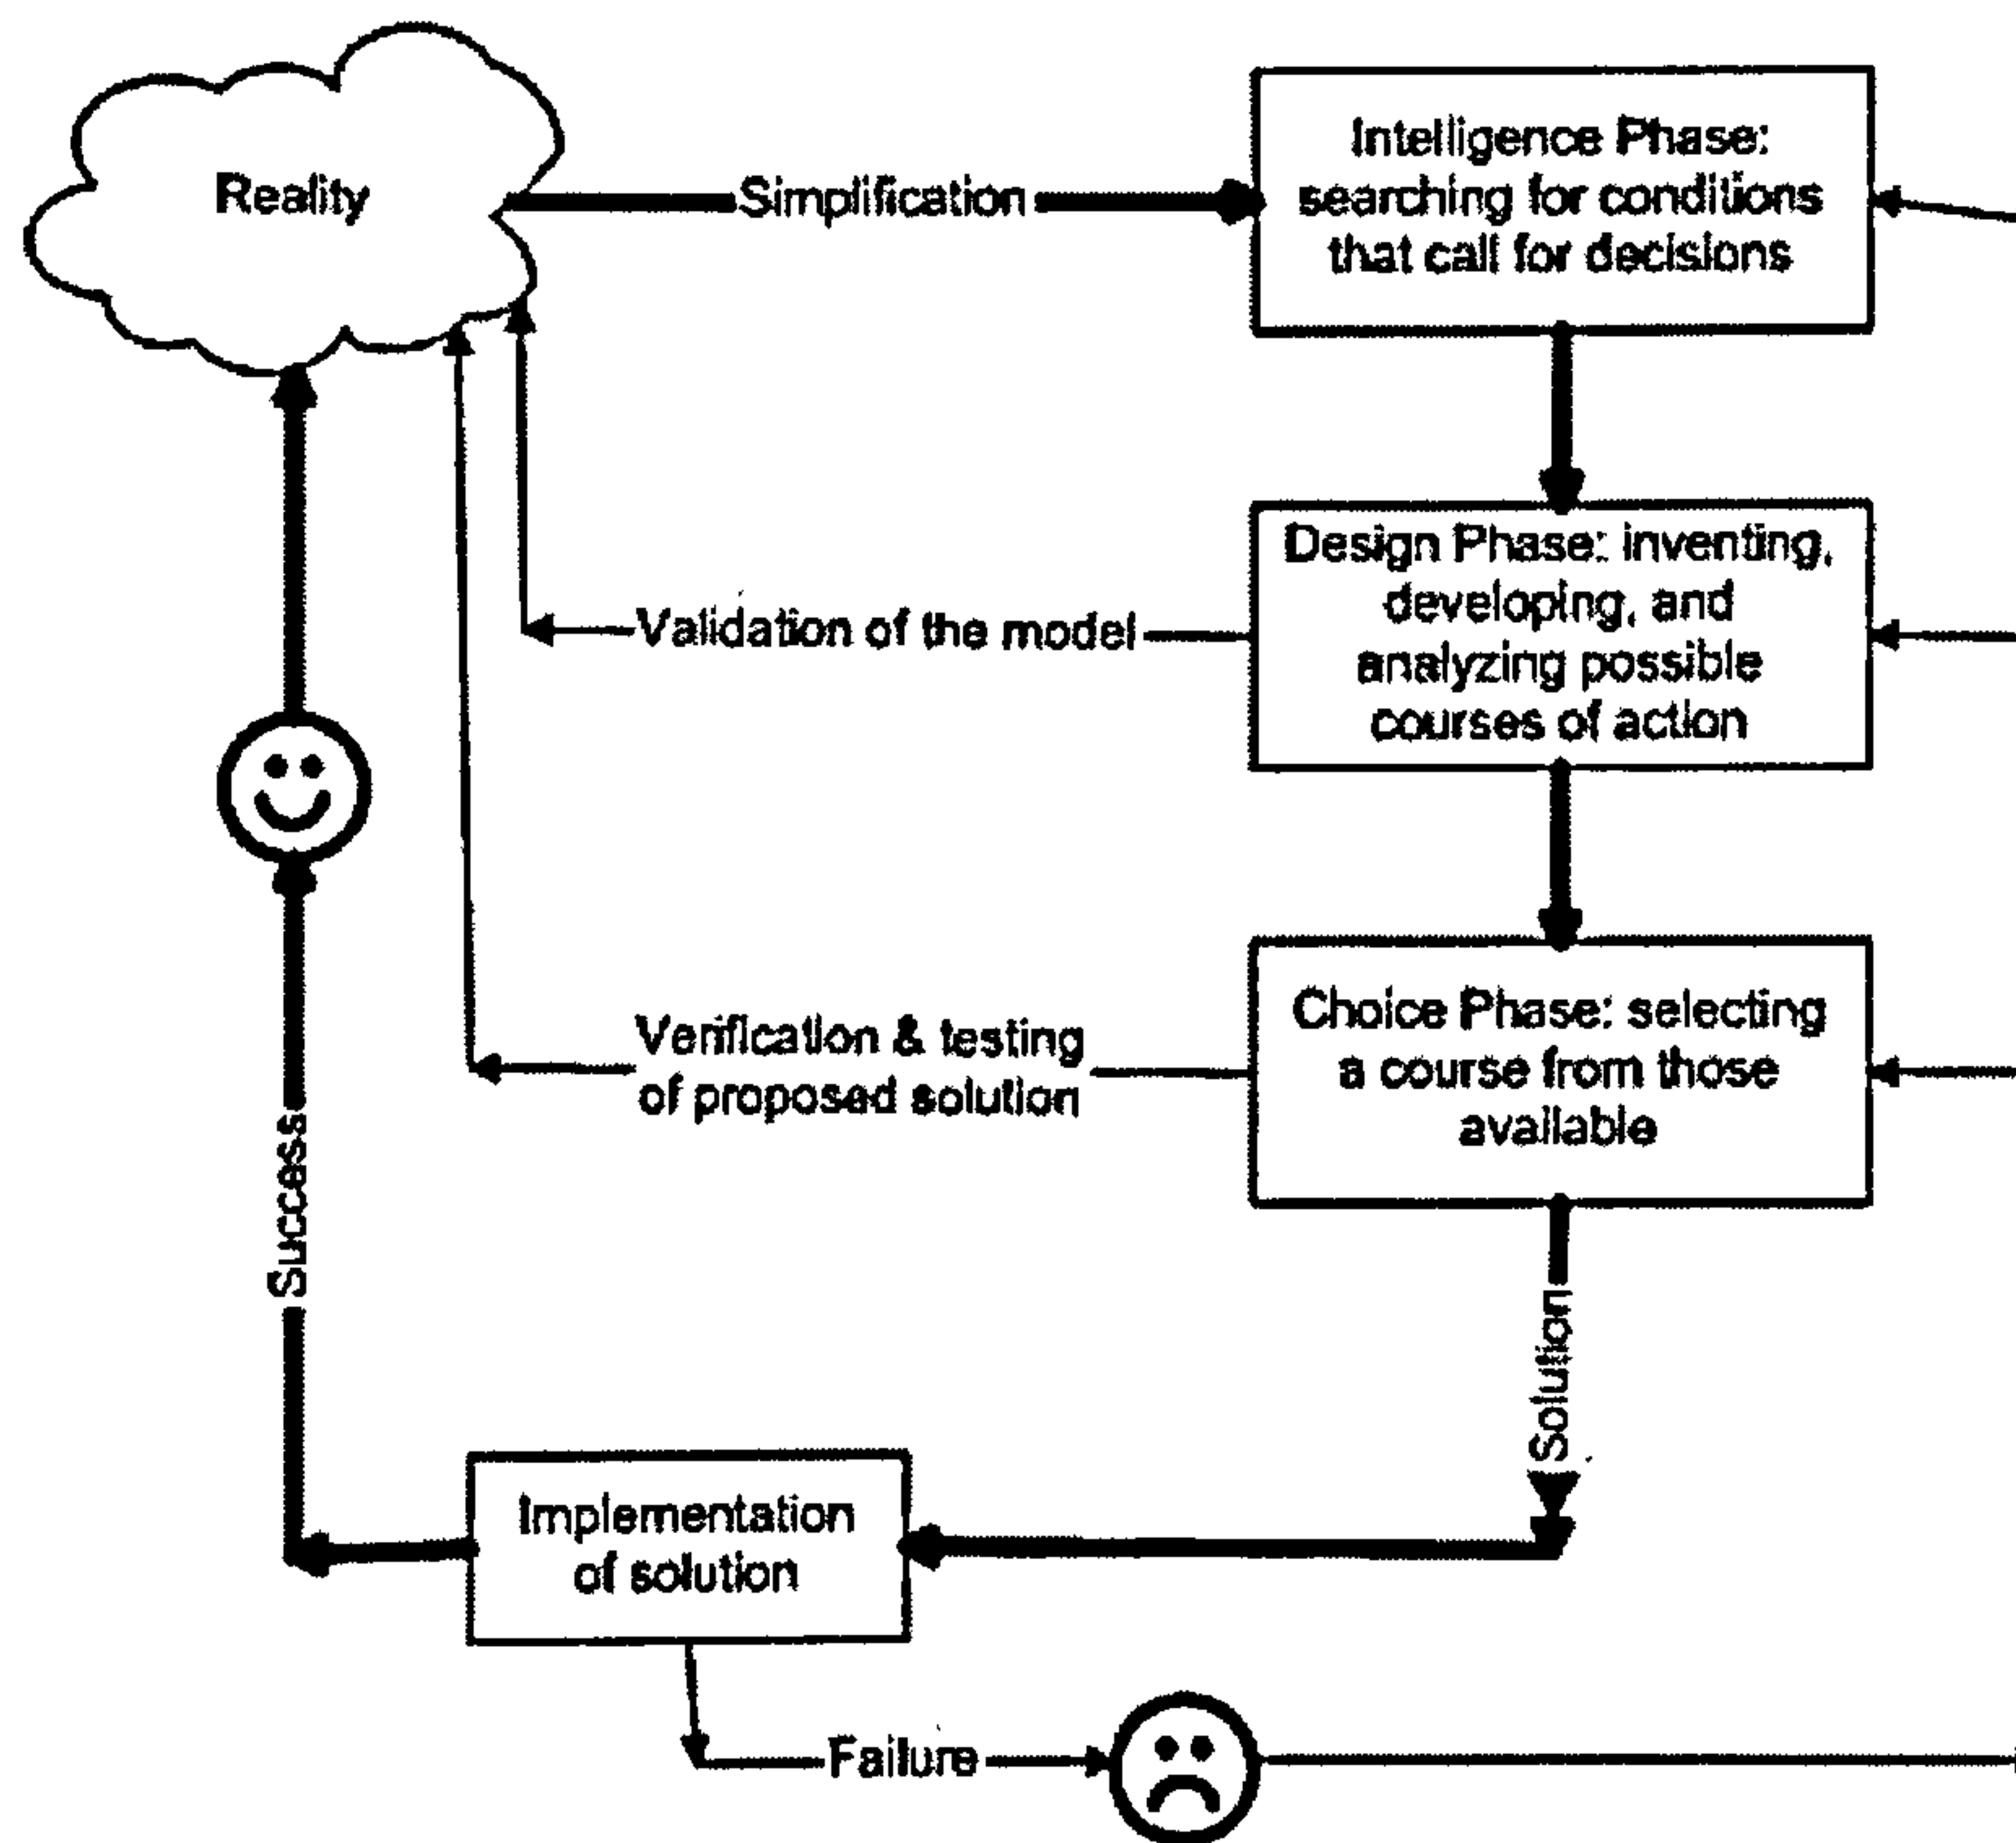 Reality
Simplification
Intelligence Phase:
searching for conditions
that call for decisions
Validation of the model
Design Phase: inventing,
developing, and
analyzing possible
courses of action
Verification & testing
of proposed solution
Choice Phase: selecting
a course from those
available
Success
Solution
Implementation
of solution
Failure